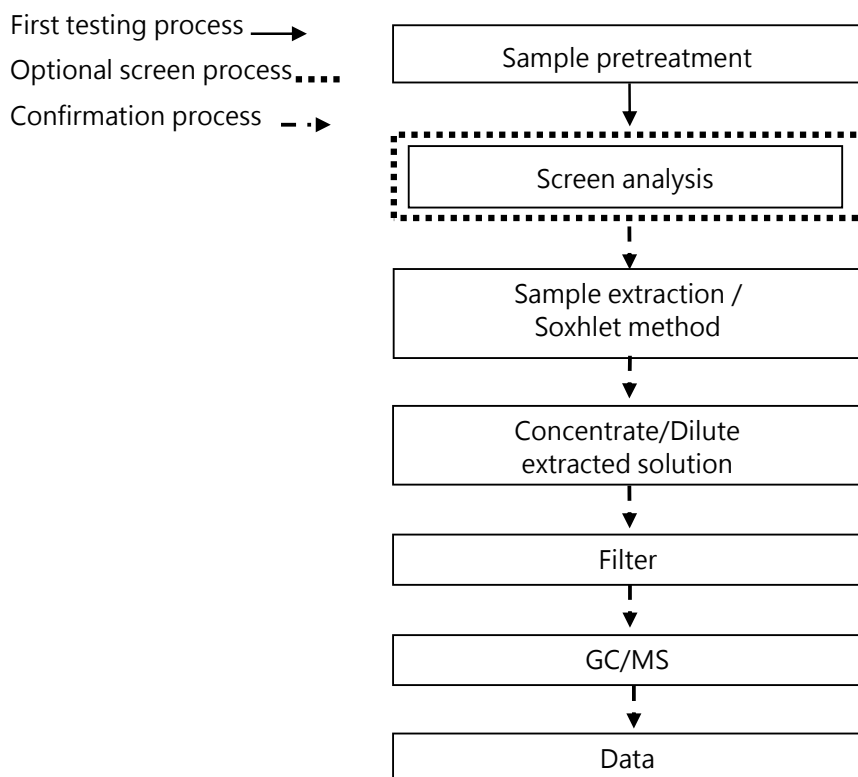 First testing process
Optional screen process
Confirmation process
Sample pretreatment
Screen analysis
Sample extraction /
Soxhlet method
Concentrate/Dilute
extracted solution
Filter
GC/MS
Data